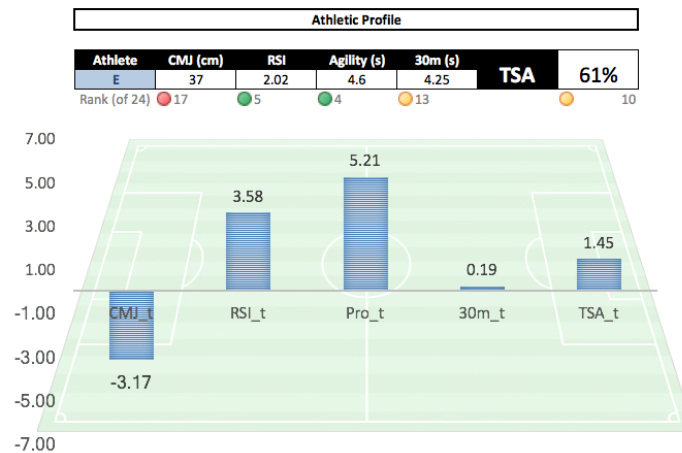 Athletic Profile
Athlete CMJ (cm) RSI Agility (s) 30m (s) TSA 61%
E 37 2.02 4.6 4.25
Rank (of 24) 17 5 4 13 10
7.00
5.00
3.00
1.00
-1.00
-3.00
-5.00
-7.00
5.21
3.58
1.45
0.19
CMJ_t RSI_t Pro_t 30m_t TSA_t
-3.17